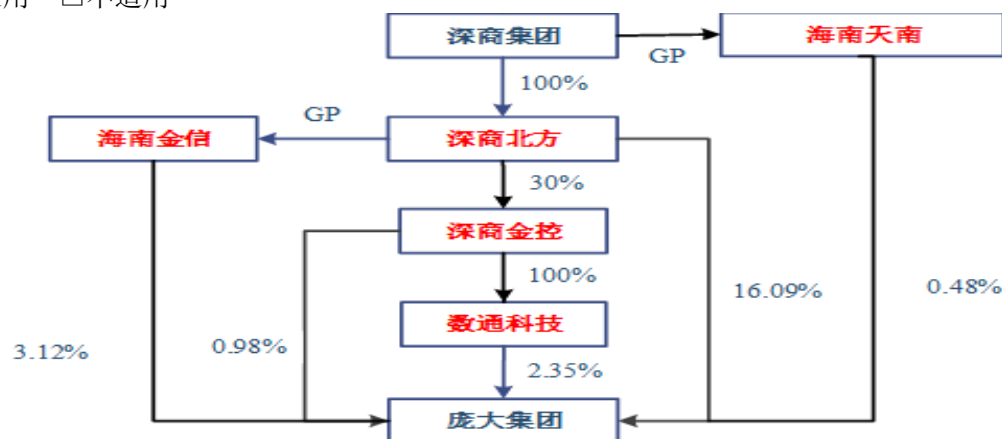 深商集团
海南天南
GP
100%
GP
海南金信
深商北方
30%
深商金控
100%
16.09%
0.48%
数通科技
3.12%
0.98%
2.35%
庞大集团